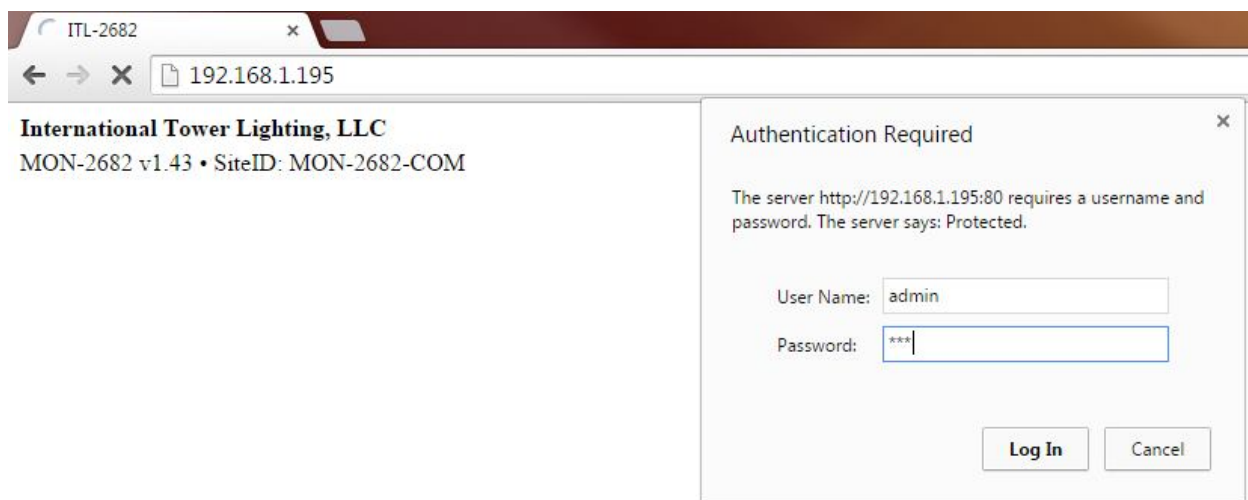 ITL-2682
192.168.1.195
International Tower Lighting, LLC
MON-2682 v1.43 • SiteID: MON-2682-COM
Authentication Required
The server http://192.168.1.195:80 requires a username and
password. The server says: Protected.
User Name: admin
Password: ***
Log In Cancel